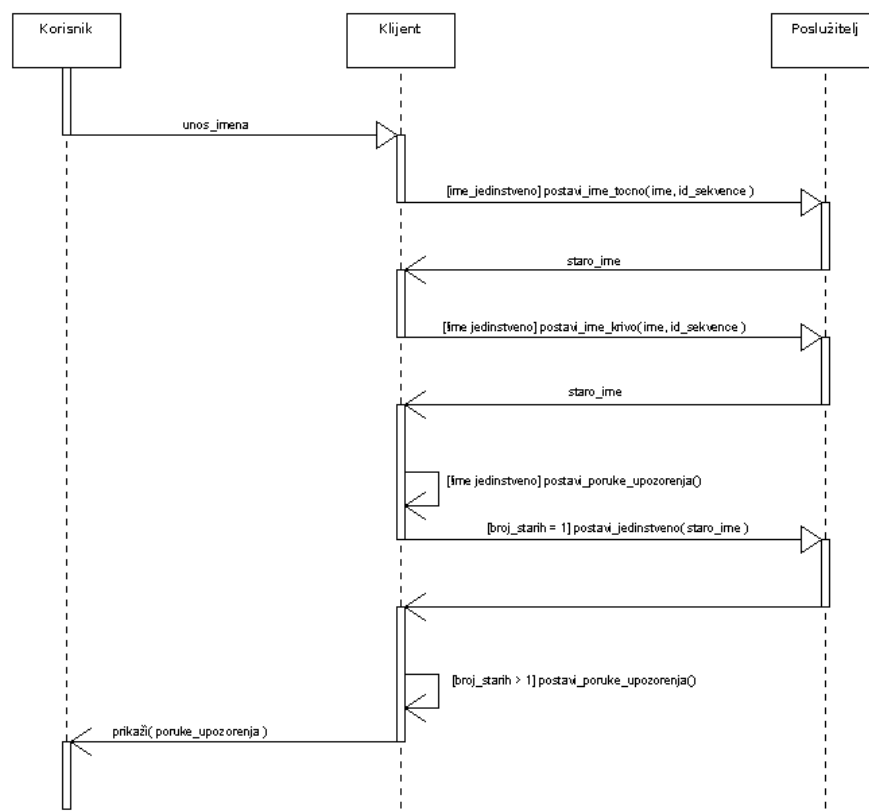 Korisnik
Klijent
Poslužitelj
unos_imena
[ime_jedinstveno] postavi_ime_tocno( ime, id_sekvence )
staro_ime
[!ime jedinstveno] postavi_ime_krivo( ime, id_sekvence )
staro_ime
[!ime jedinstveno] postavi_poruke_upozorenja()
[broj_starih = 1] postavi_jedinstveno( staro_ime )
[broj_starih > 1] postavi_poruke_upozorenja()
prikaži( poruke_upozorenja )